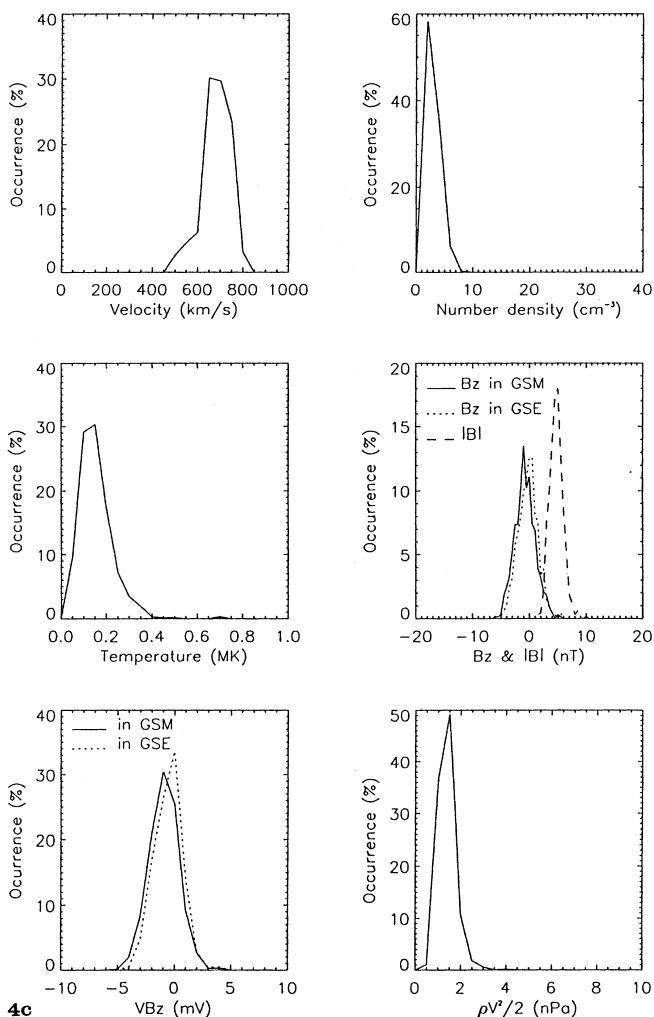 40
30
20
10
0
Occurrence (%)
0 200 400 600 800 1000
Velocity (km/s)
60
40
20
60
0
Occurrence (%)
0 10 20 30 40
Number density (cm⁻³)
40
30
20
10
0
Occurrence (%)
0.0 0.2 0.4 0.6 0.8 1.0
Temperature (MK)
20
15
10
5
0
Occurrence (%)
Bz in GSM
Bz in GSE
|B|
-20 -10 0 10 20
Bz & |B| (nT)
40
30
20
10
0
Ocurrence (%)
in GSM
in GSE
-10 -5 0 5 10
VBz (mV)
50
40
30
20
10
0
Occurrence (%)
0 2 4 6 8 10
ρV²/2 (nPa)
4c